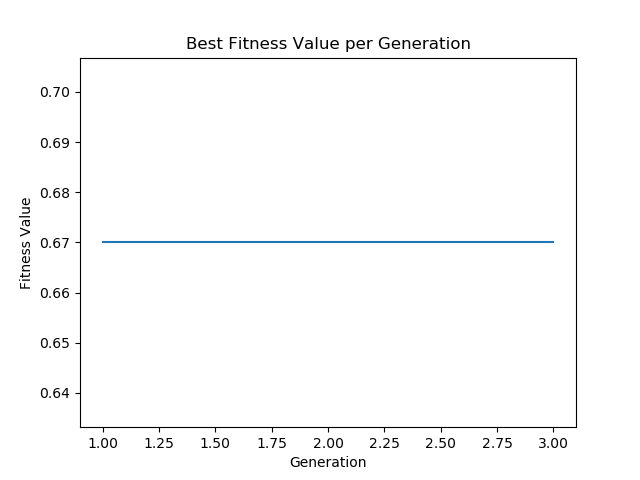 Best Fitness Value per Generation
0.70
0.69
0.68
0.67
0.66
0.65
0.64
Fitness Value
1.00 1.25 1.50 1.75 2.00 2.25 2.50 2.75 3.00
Generation